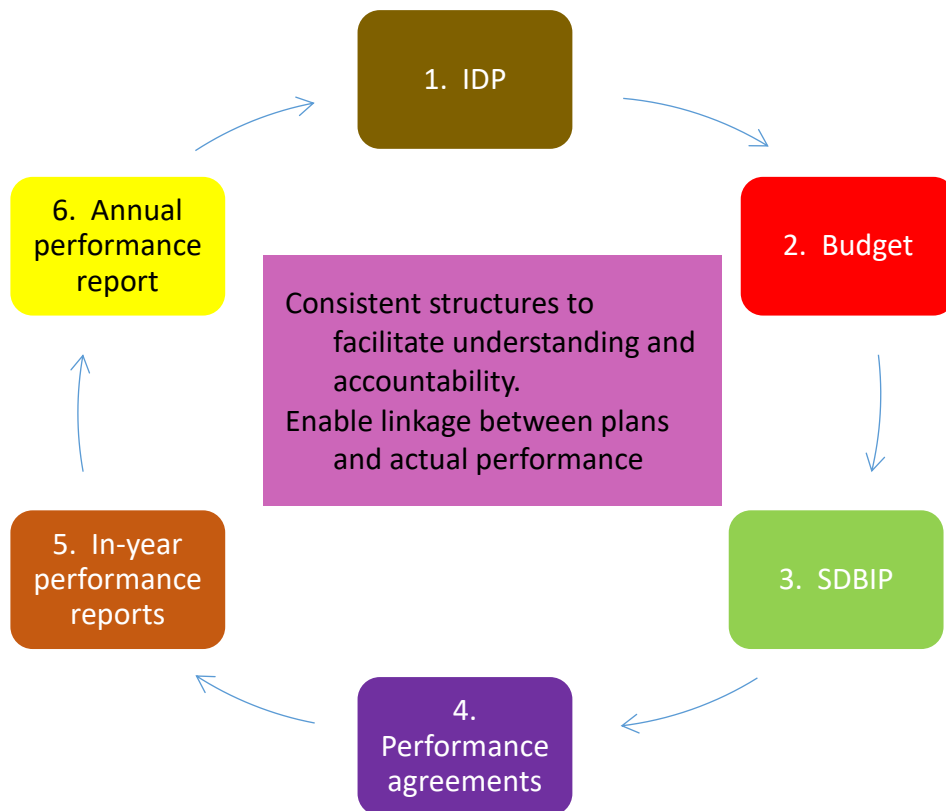 1. IDP
2. Budget
3. SDBIP
4.
Performance
agreements
5. In-year
performance
reports
6. Annual
performance
report
Consistent structures to
facilitate understanding and
accountability.
Enable linkage between plans
and actual performance